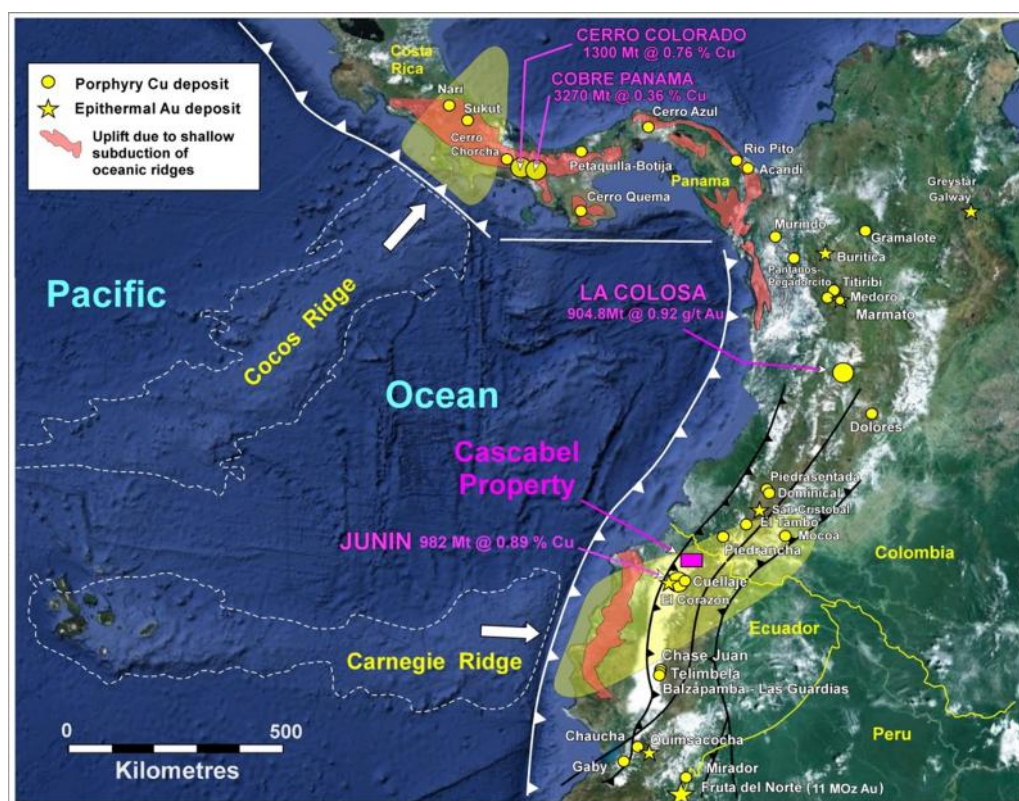 CERRO COLORADO
1300 Mt @ 0.76 % Cu
COBRE PANAMA
3270 Mt @ 0.36 % Cu
Costa
Rica
Porphyry Cu deposit
Epithermal Au deposit
Uplift due to shallow
subduction of
oceanic ridges
Nari
Sukut
Cerro
Chorcha
Cerro Azul
Petaquilla-Botija
Rio Pito
Acandi
Panama
Cerro Quema
Greystar
Galway
Murindo
Gramalote
Buritica
Pantanos-
Pegadorcito
Titiribi
Medoro
Marmato
Pacific
Ocean
Cocos Ridge
LA COLOSA
904.8Mt @ 0.92 g/t Au
Dolores
Cascabel
Property
Piedrasentada
Dominical
San Cristobal
El Tambo
Mocoa
Piedrancha
JUNIN 982 Mt @ 0.89 % Cu
Colombia
Cuellaje
El Corazon
Ecuador
Carnegie Ridge
Chase Juan
Telimbela
Balzapamba - Las Guardias
0 500
Kilometres
Chaucha
Quimsacocha
Gaby
Peru
Mirador
Fruta del Norte (11 MOz Au)